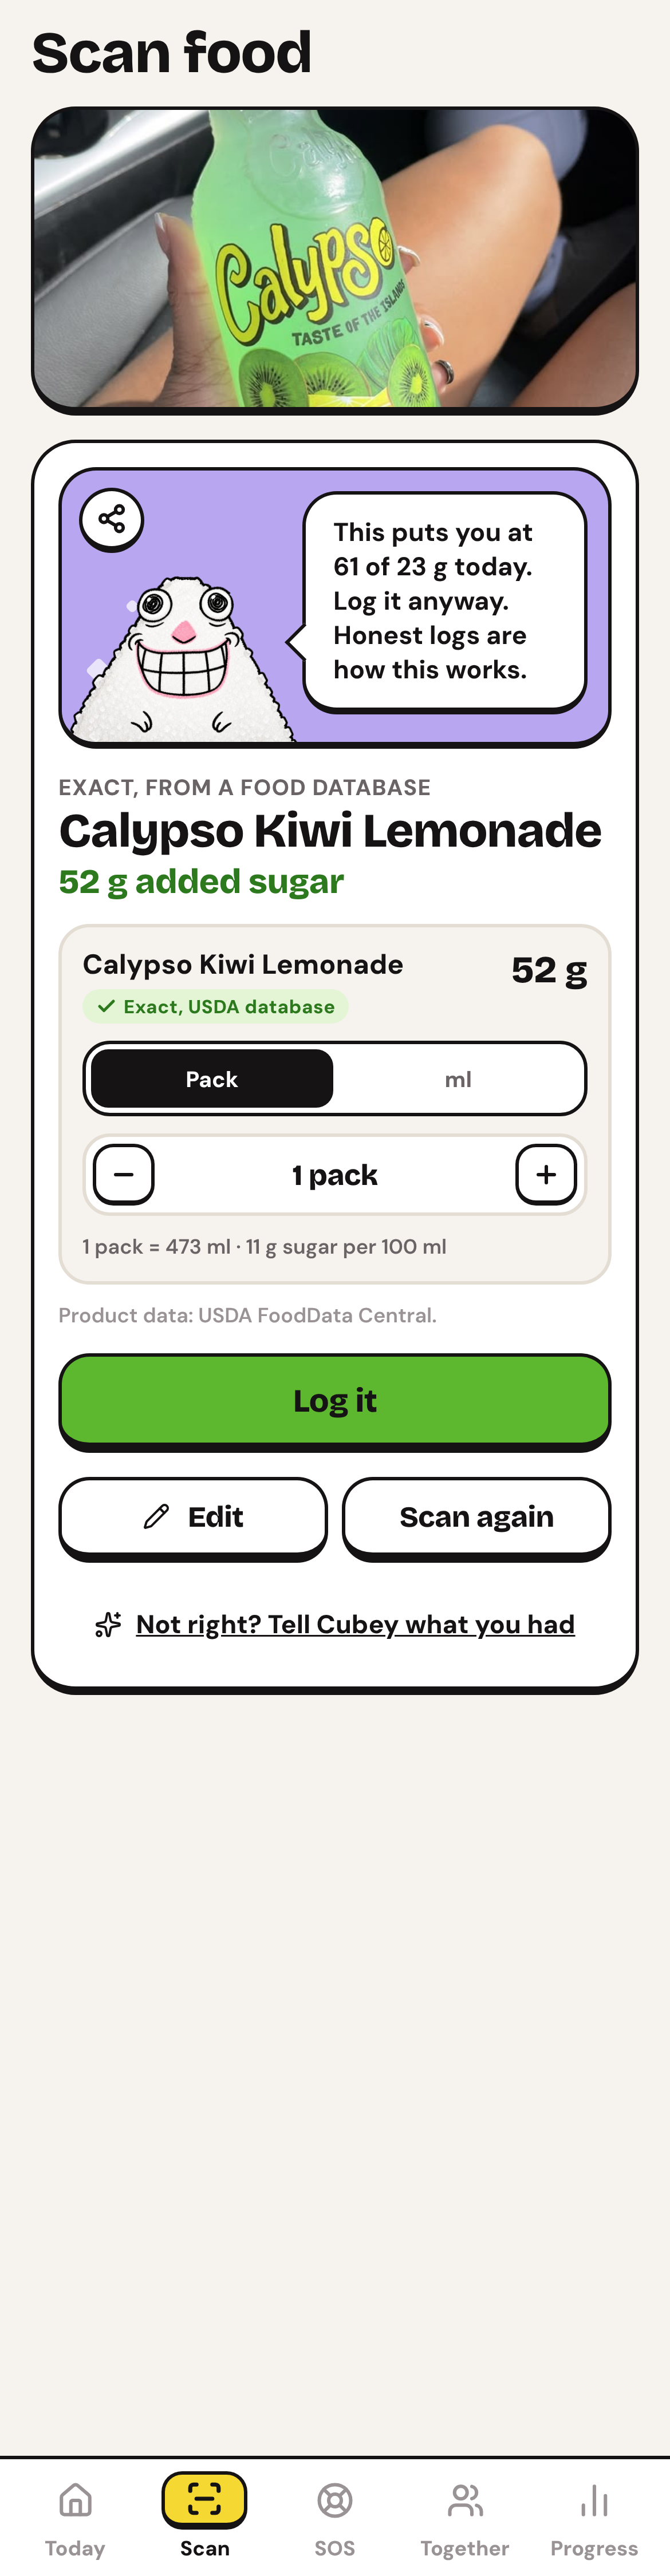 Scan food
Calypso
TASTE OF THE ISLANDS
This puts you at
61 of 23 g today.
Log it anyway.
Honest logs are
how this works.
EXACT, FROM A FOOD DATABASE
Calypso Kiwi Lemonade
52 g added sugar
Calypso Kiwi Lemonade
52 g
Exact, USDA database
Pack
ml
1 pack
1 pack = 473 ml · 11 g sugar per 100 ml
Product data: USDA FoodData Central.
Log it
Edit
Scan again
Not right? Tell Cubey what you had
Today
Scan
SOS
Together
Progress